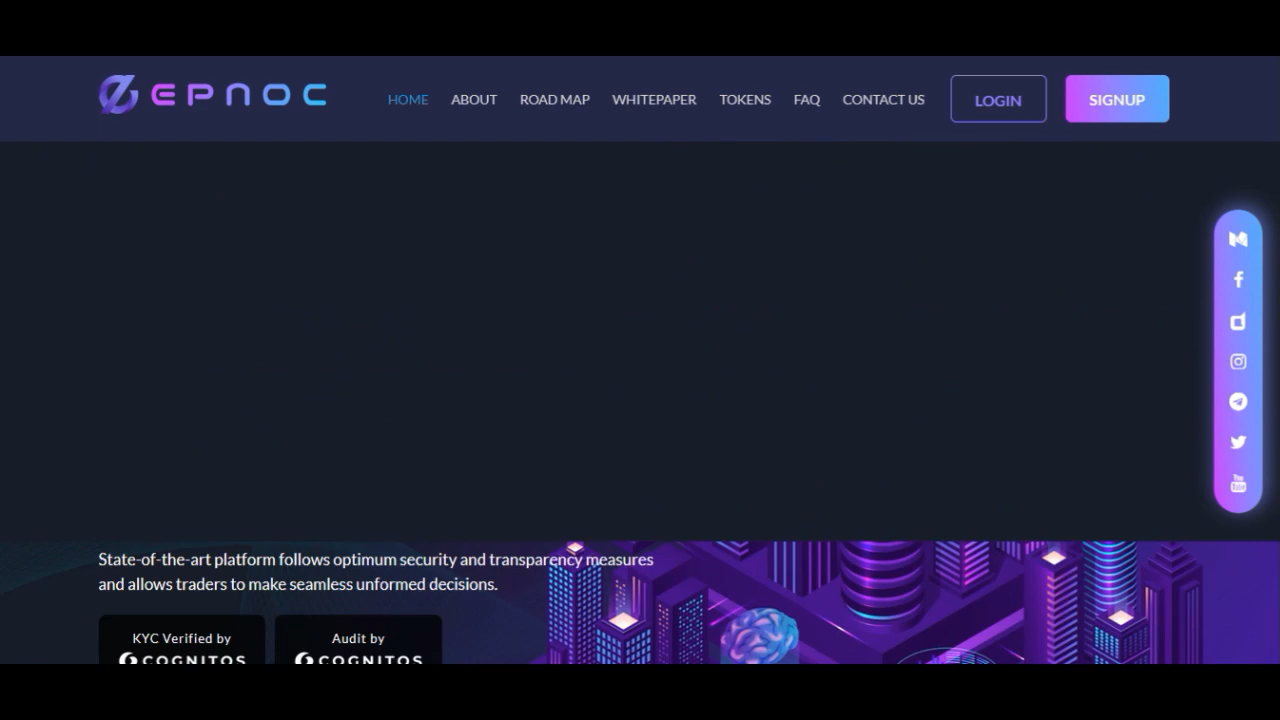 EPNOC
HOME ABOUT ROAD MAP WHITEPAPER TOKENS FAQ CONTACT US LOGIN SIGNUP
State-of-the-art platform follows optimum security and transparency measures
and allows traders to make seamless unformed decisions.
KYC Verified by
COGNITOS
Audit by
COGNITOS